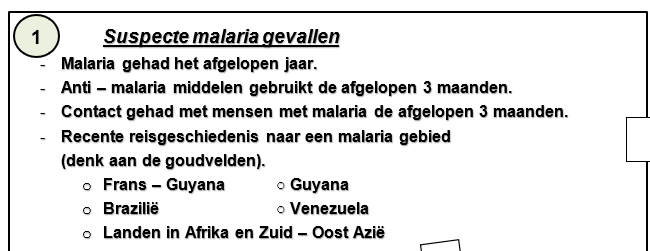 1 Suspecte malaria gevallen
- Malaria gehad het afgelopen jaar.
- Anti – malaria middelen gebruikt de afgelopen 3 maanden.
- Contact gehad met mensen met malaria de afgelopen 3 maanden.
- Recente reisgeschiedenis naar een malaria gebied
(denk aan de goudvelden).
o Frans – Guyana ○ Guyana
o Brazilië ○ Venezuela
o Landen in Afrika en Zuid – Oost Azië